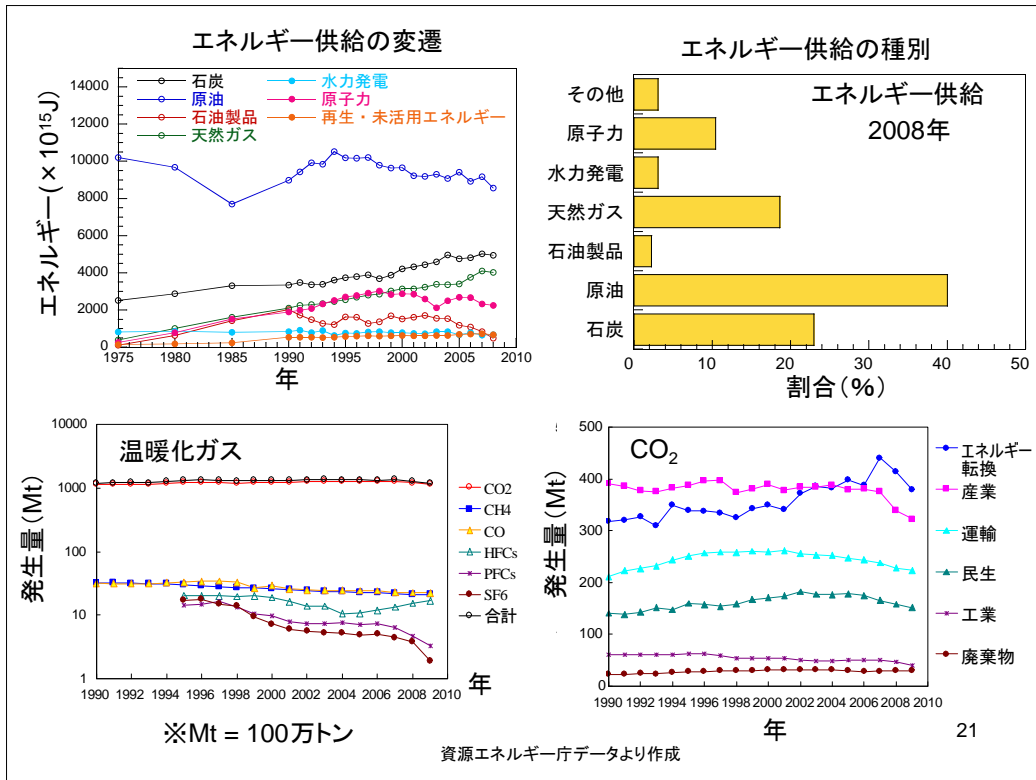 エネルギー供給の変遷
石炭
原油
石油製品
天然ガス
水力発電
原子力
再生・未活用エネルギー
エネルギー(×10¹⁵J)
14000
12000
10000
8000
6000
4000
2000
0
1975 1980 1985 1990 1995 2000 2005 2010
年
エネルギー供給の種別
エネルギー供給
2008年
その他
原子力
水力発電
天然ガス
石油製品
原油
石炭
0 10 20 30 40 50
割合(%)
温暖化ガス
発生量(Mt)
10000
1000
100
10
1
1990 1992 1994 1996 1998 2000 2002 2004 2006 2008 2010
年
CO2
CH4
CO
HFCs
PFCs
SF6
合計
※Mt = 100万トン
CO₂
発生量(Mt)
500
400
300
200
100
0
1990 1992 1994 1996 1998 2000 2002 2004 2006 2008 2010
年
エネルギー
転換
産業
運輸
民生
工業
廃棄物
資源エネルギー庁データより作成
21